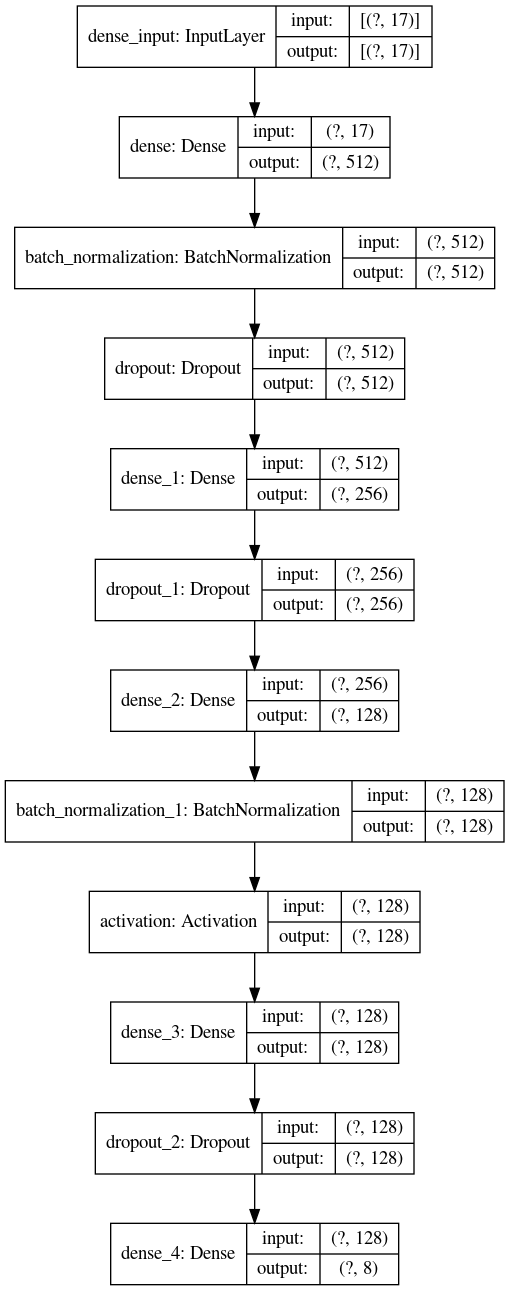 dense_input: InputLayer
input:
[(?, 17)]
output:
[(?, 17)]
dense: Dense
input:
(?, 17)
output:
(?, 512)
batch_normalization: BatchNormalization
input:
(?, 512)
output:
(?, 512)
dropout: Dropout
input:
(?, 512)
output:
(?, 512)
dense_1: Dense
input:
(?, 512)
output:
(?, 256)
dropout_1: Dropout
input:
(?, 256)
output:
(?, 256)
dense_2: Dense
input:
(?, 256)
output:
(?, 128)
batch_normalization_1: BatchNormalization
input:
(?, 128)
output:
(?, 128)
activation: Activation
input:
(?, 128)
output:
(?, 128)
dense_3: Dense
input:
(?, 128)
output:
(?, 128)
dropout_2: Dropout
input:
(?, 128)
output:
(?, 128)
dense_4: Dense
input:
(?, 128)
output:
(?, 8)